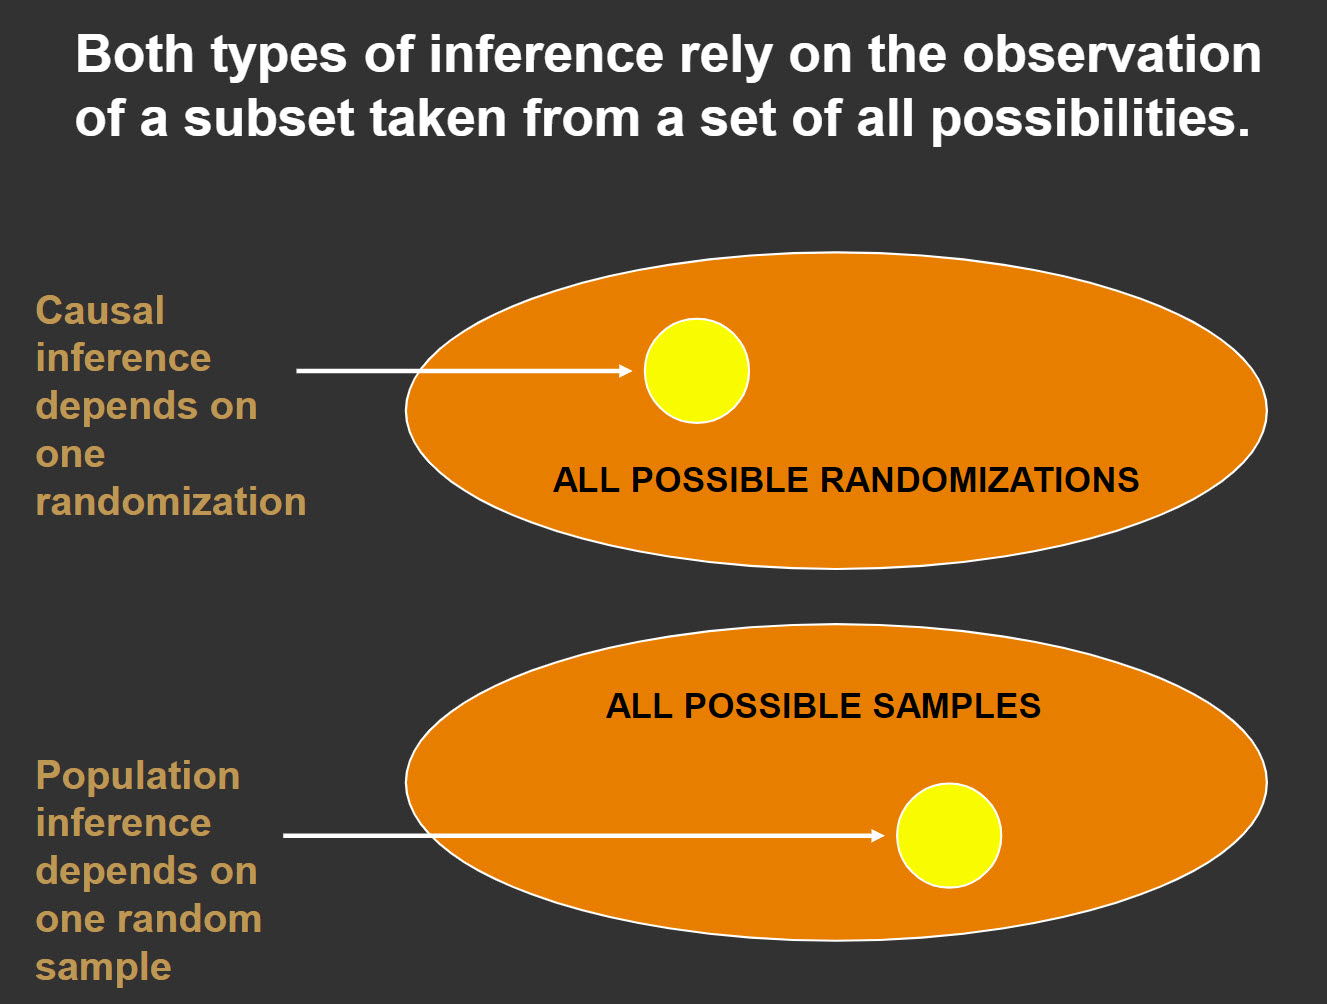 Both types of inference rely on the observation
of a subset taken from a set of all possibilities.
Causal
inference
depends on
one
randomization
ALL POSSIBLE RANDOMIZATIONS
ALL POSSIBLE SAMPLES
Population
inference
depends on
one random
sample